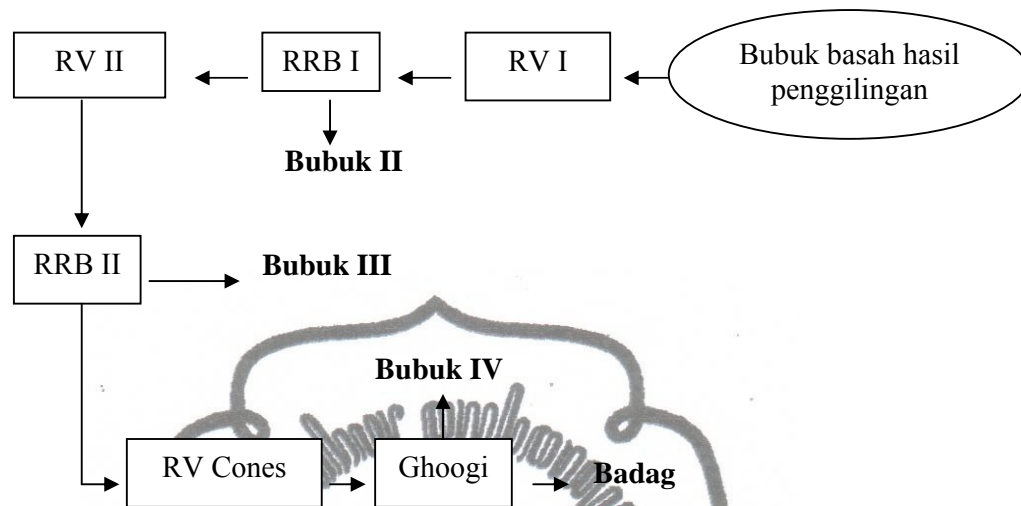 RV II
RRB I
RV I
Bubuk basah hasil
penggilingan
Bubuk II
RRB II
Bubuk III
Bubuk IV
RV Cones
Ghoogi
Badag